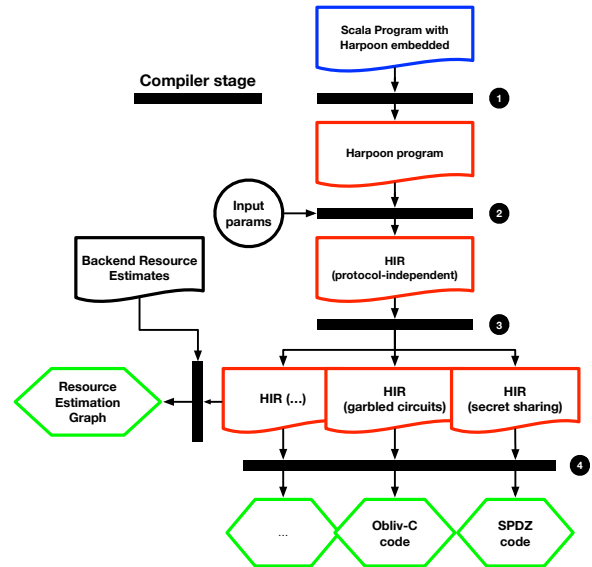 Scala Program with
Harpoon embedded
Compiler stage
1
Harpoon program
Input
params
2
Backend Resource
Estimates
HIR
(protocol-independent)
3
Resource
Estimation
Graph
HIR (...)
HIR
(garbled circuits)
HIR
(secret sharing)
4
...
Obliv-C
code
SPDZ
code